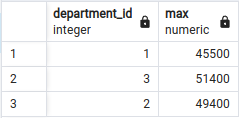 department_id max
integer numeric
1 1 45500
2 3 51400
3 2 49400